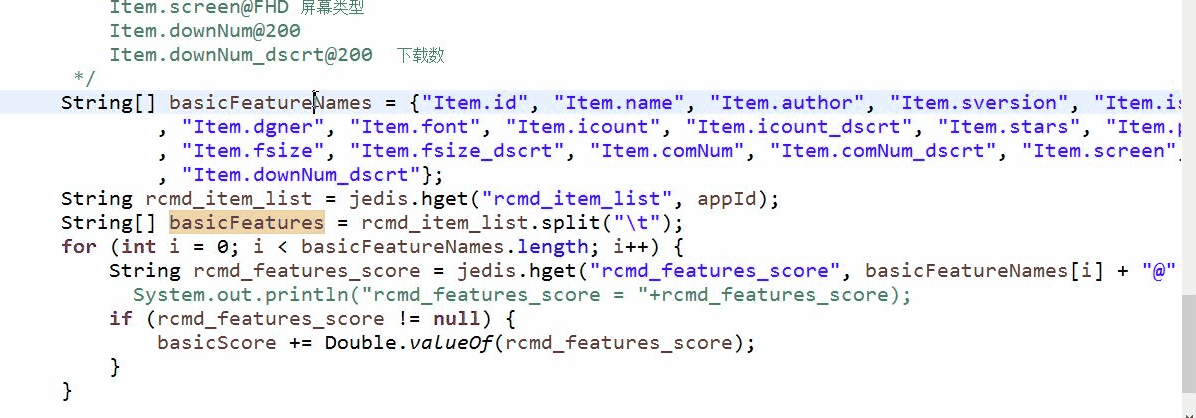 Item.screen@FHD 屏幕类型
Item.downNum@200
Item.downNum_dscrt@200  下载数
*/
String[] basicFeatureNames = {"Item.id", "Item.name", "Item.author", "Item.sversion", "Item.is
, "Item.dgner", "Item.font", "Item.icount", "Item.icount_dscrt", "Item.stars", "Item.p
, "Item.fsize", "Item.fsize_dscrt", "Item.comNum", "Item.comNum_dscrt", "Item.screen"
, "Item.downNum_dscrt"};
String rcmd_item_list = jedis.hget("rcmd_item_list", appId);
String[] basicFeatures = rcmd_item_list.split("\t");
for (int i = 0; i < basicFeatureNames.length; i++) {
String rcmd_features_score = jedis.hget("rcmd_features_score", basicFeatureNames[i] + "@"
System.out.println("rcmd_features_score = "+rcmd_features_score);
if (rcmd_features_score != null) {
basicScore += Double.valueOf(rcmd_features_score);
}
}